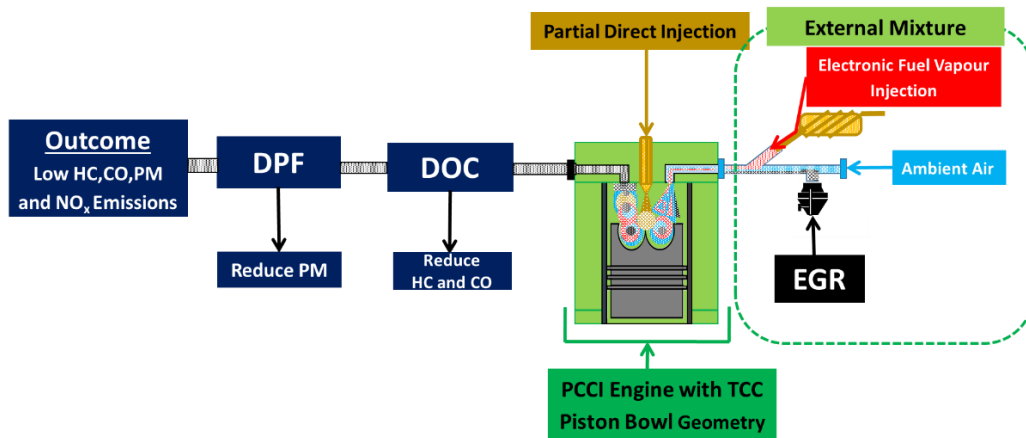 Partial Direct Injection
External Mixture
Electronic Fuel Vapour
Injection
Outcome
Low HC,CO,PM
and NOx Emissions
DPF
DOC
Ambient Air
Reduce PM
Reduce
HC and CO
EGR
PCCI Engine with TCC
Piston Bowl Geometry